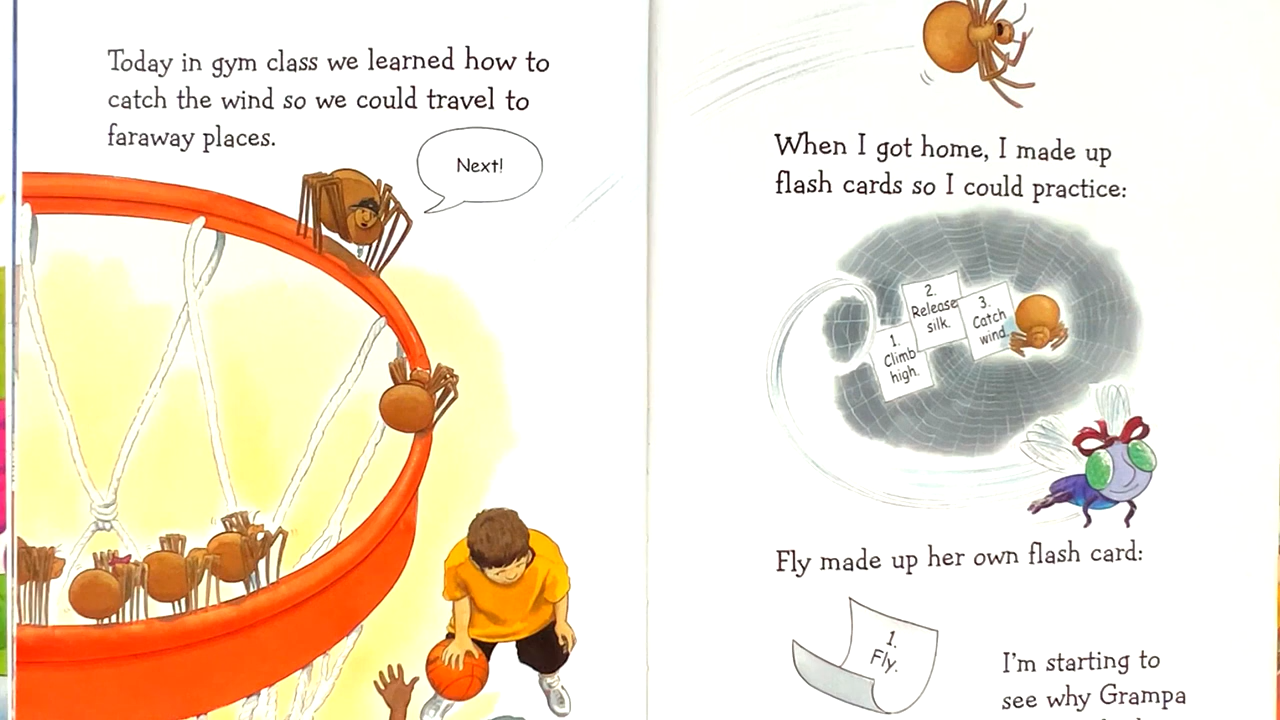 Today in gym class we learned how to
catch the wind so we could travel to
faraway places.
Next!
When I got home, I made up
flash cards so I could practice:
1.
Climb
high.
2.
Release
silk.
3.
Catch
wind.
Fly made up her own flash card:
1.
Fly.
I'm starting to
see why Grampa